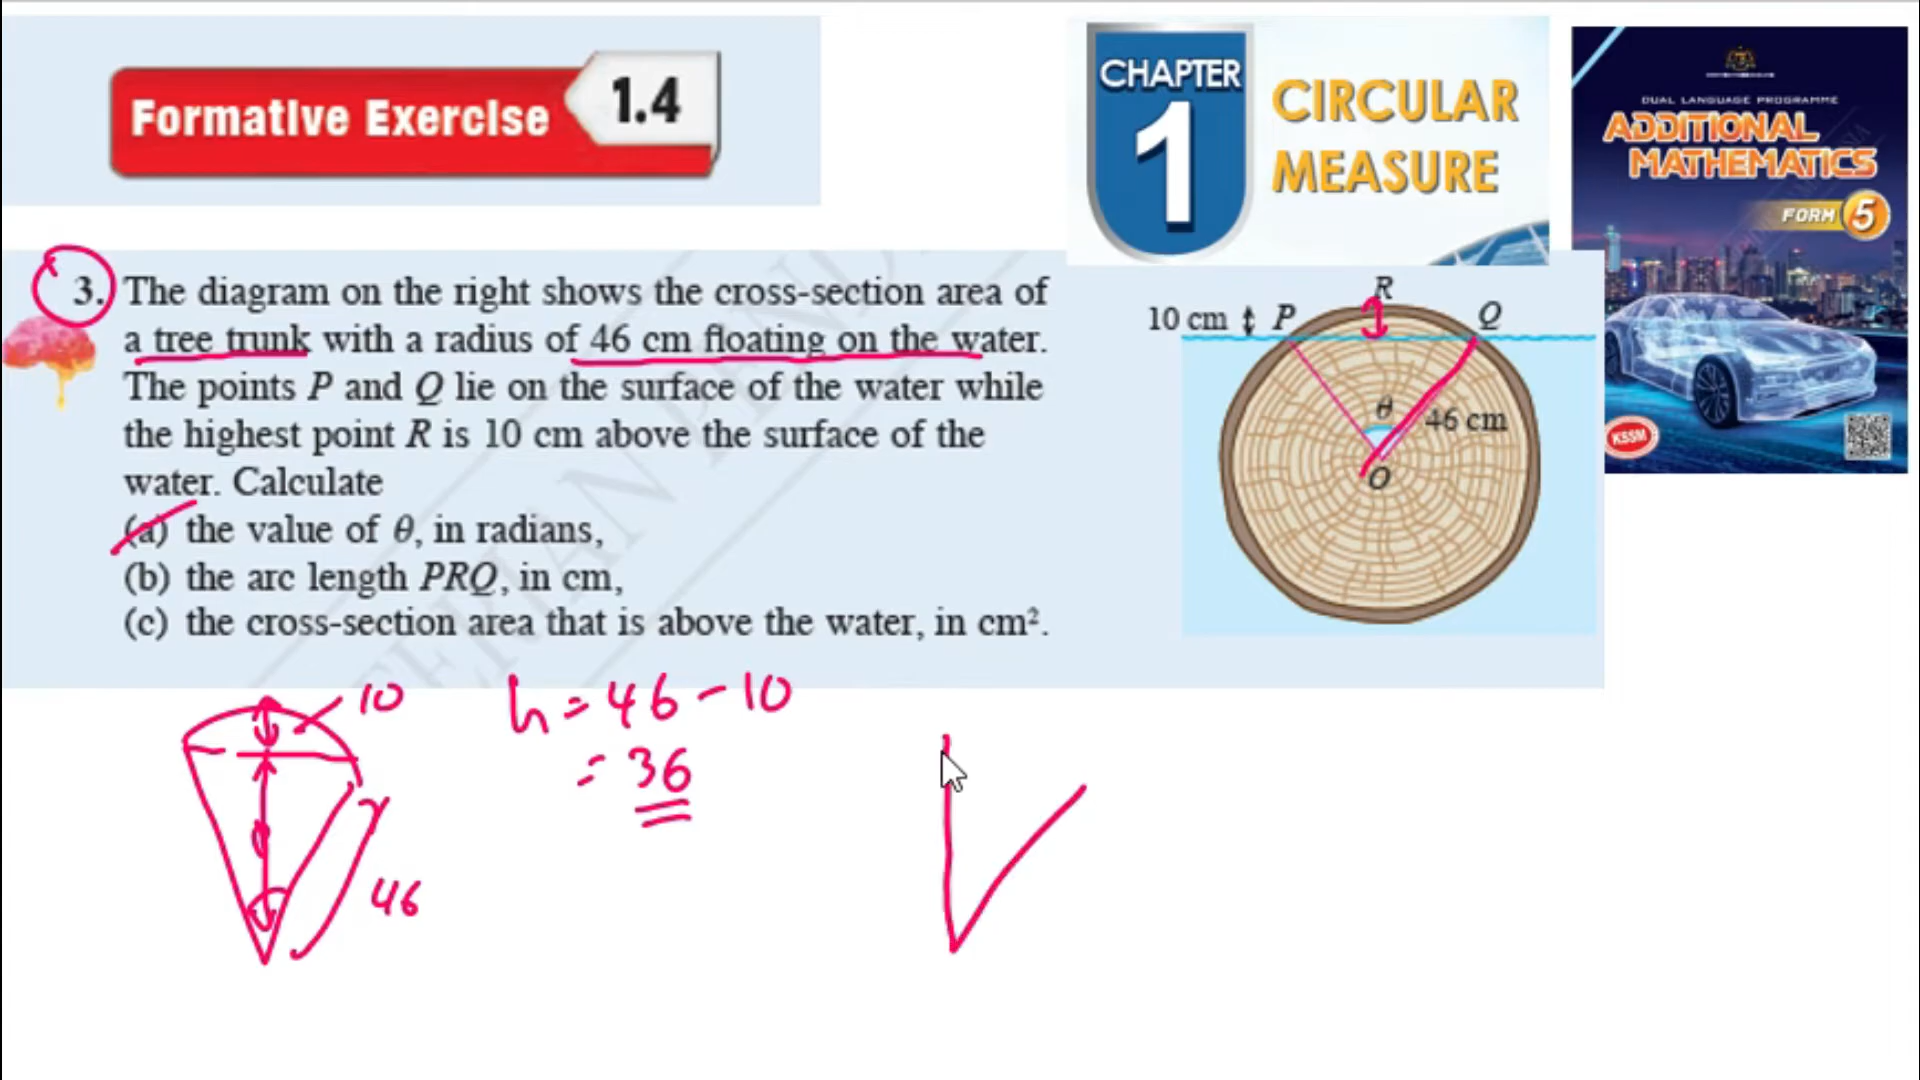 Formative Exercise 1.4
CHAPTER
1
CIRCULAR
MEASURE
DUAL LANGUAGE PROGRAMME
ADDITIONAL
MATHEMATICS
FORM 5
KSSM
3. The diagram on the right shows the cross-section area of
a tree trunk with a radius of 46 cm floating on the water.
The points P and Q lie on the surface of the water while
the highest point R is 10 cm above the surface of the
water. Calculate
(a) the value of θ, in radians,
(b) the arc length PRQ, in cm,
(c) the cross-section area that is above the water, in cm².
R
10 cm P Q
θ
46 cm
O
10
46
h = 46 - 10
= 36